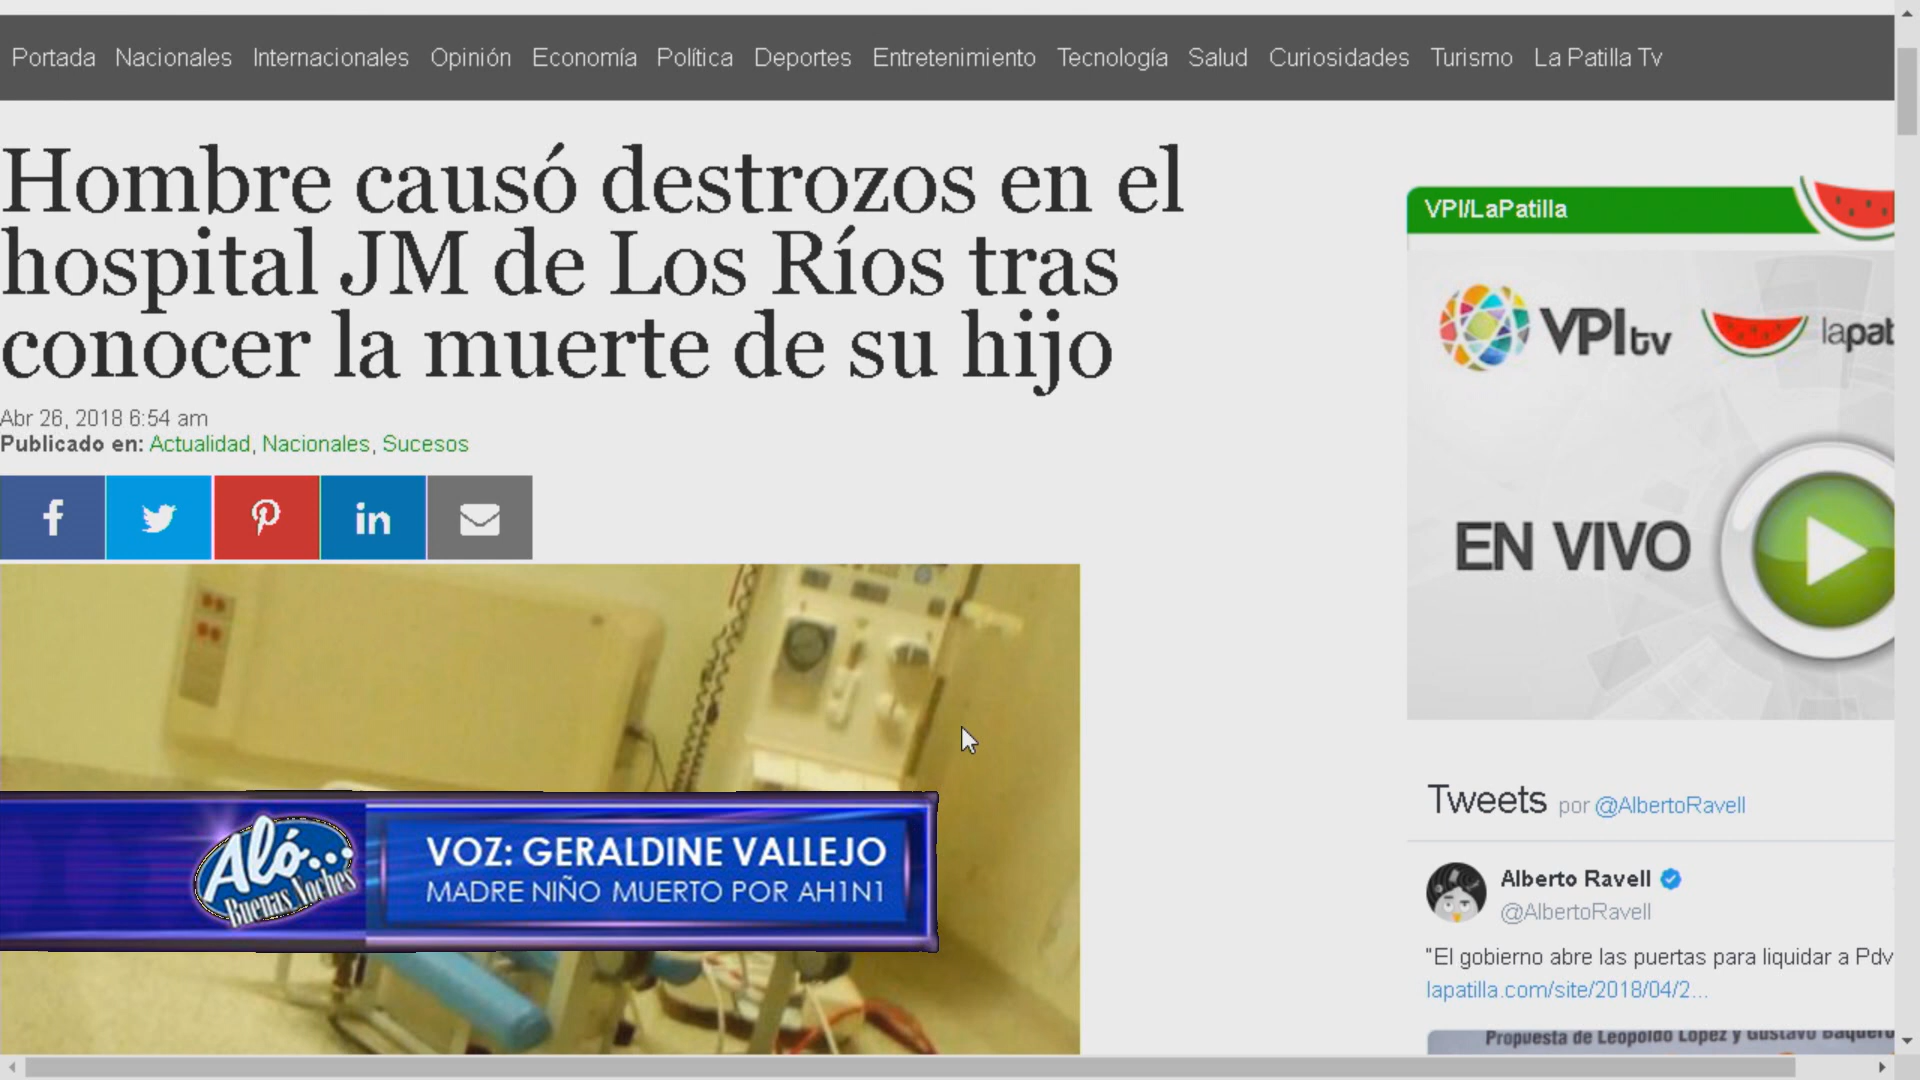 Portada Nacionales Internacionales Opinión Economía Política Deportes Entretenimiento Tecnología Salud Curiosidades Turismo La Patilla Tv
Hombre causó destrozos en el
hospital JM de Los Ríos tras
conocer la muerte de su hijo
Abr 26, 2018 6:54 am
Publicado en: Actualidad, Nacionales, Sucesos
f
in
Aló...
Buenas Noches
VOZ: GERALDINE VALLEJO
MADRE NIÑO MUERTO POR AH1N1
VPI/LaPatilla
VPItv lapat
EN VIVO
Tweets por @AlbertoRavell
Alberto Ravell
@AlbertoRavell
"El gobierno abre las puertas para liquidar a Pdv
lapatilla.com/site/2018/04/2...
Propuesta de Leopoldo López y Gustavo Baquero